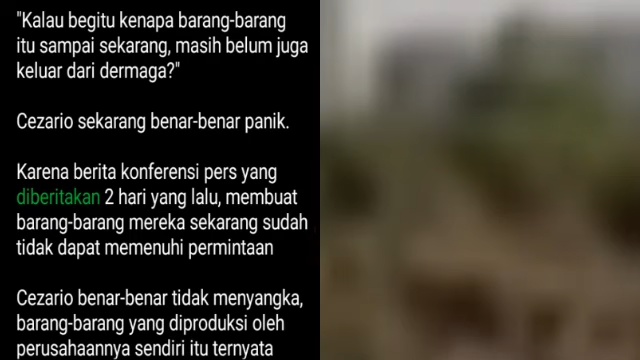 "Kalau begitu kenapa barang-barang
itu sampai sekarang, masih belum juga
keluar dari dermaga?"
Cezario sekarang benar-benar panik.
Karena berita konferensi pers yang
diberitakan 2 hari yang lalu, membuat
barang-barang mereka sekarang sudah
tidak dapat memenuhi permintaan
Cezario benar-benar tidak menyangka,
barang-barang yang diproduksi oleh
perusahaannya sendiri itu ternyata